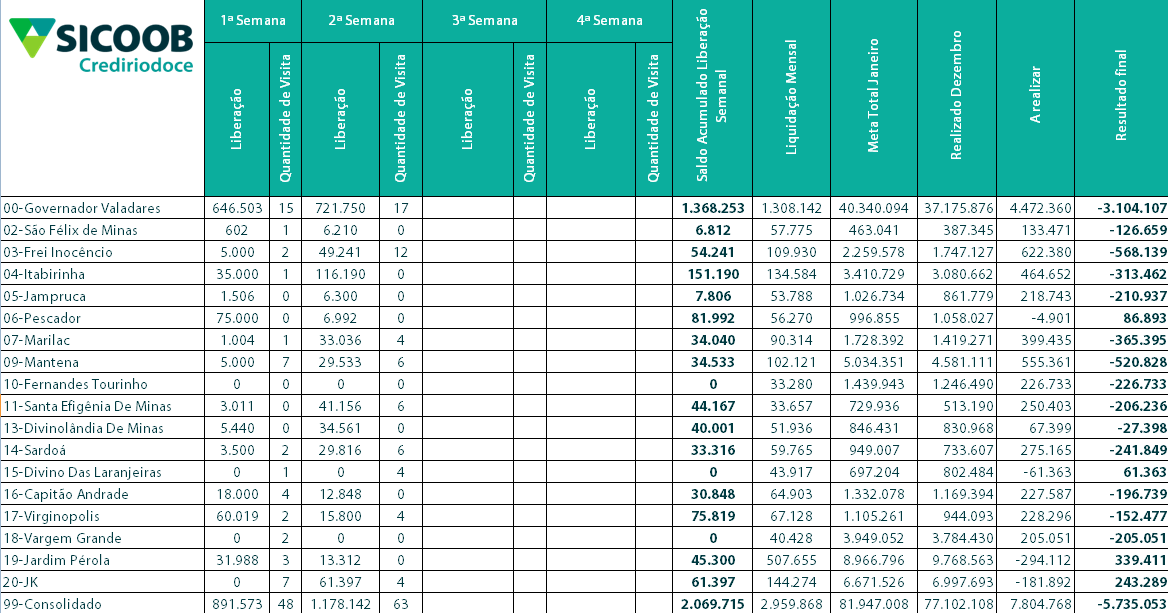 SICOOB
Crediriodoce
1ª Semana 2ª Semana 3ª Semana 4ª Semana
Liberação Quantidade de Visita Liberação Quantidade de Visita Liberação Quantidade de Visita Liberação Quantidade de Visita Saldo Acumulado Liberação Semanal Liquidação Mensal Meta Total Janeiro Realizado Dezembro A realizar Resultado final
00-Governador Valadares 646.503 15 721.750 17 1.368.253 1.308.142 40.340.094 37.175.876 4.472.360 -3.104.107
02-São Félix de Minas 602 1 6.210 0 6.812 57.775 463.041 387.345 133.471 -126.659
03-Frei Inocêncio 5.000 2 49.241 12 54.241 109.930 2.259.578 1.747.127 622.380 -568.139
04-Itabirinha 35.000 1 116.190 0 151.190 134.584 3.410.729 3.080.662 464.652 -313.462
05-Jampruca 1.506 0 6.300 0 7.806 53.788 1.026.734 861.779 218.743 -210.937
06-Pescador 75.000 0 6.992 0 81.992 56.270 996.855 1.058.027 -4.901 86.893
07-Marilac 1.004 1 33.036 4 34.040 90.314 1.728.392 1.419.271 399.435 -365.395
09-Mantena 5.000 7 29.533 6 34.533 102.121 5.034.351 4.581.111 555.361 -520.828
10-Fernandes Tourinho 0 0 0 0 0 33.280 1.439.943 1.246.490 226.733 -226.733
11-Santa Efigênia De Minas 3.011 0 41.156 6 44.167 33.657 729.936 513.190 250.403 -206.236
13-Divinolândia De Minas 5.440 0 34.561 0 40.001 51.936 846.431 830.968 67.399 -27.398
14-Sardoá 3.500 2 29.816 6 33.316 59.765 949.007 733.607 275.165 -241.849
15-Divino Das Laranjeiras 0 1 0 4 0 43.917 697.204 802.484 -61.363 61.363
16-Capitão Andrade 18.000 4 12.848 0 30.848 64.903 1.332.078 1.169.394 227.587 -196.739
17-Virginopolis 60.019 2 15.800 4 75.819 67.128 1.105.261 944.093 228.296 -152.477
18-Vargem Grande 0 2 0 0 0 40.428 3.949.052 3.784.430 205.051 -205.051
19-Jardim Pérola 31.988 3 13.312 0 45.300 507.655 8.966.796 9.768.563 -294.112 339.411
20-JK 0 7 61.397 4 61.397 144.274 6.671.526 6.997.693 -181.892 243.289
99-Consolidado 891.573 48 1.178.142 63 2.069.715 2.959.868 81.947.008 77.102.108 7.804.768 -5.735.053